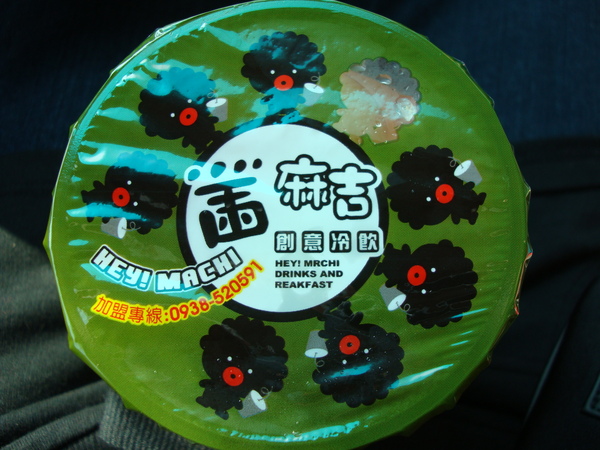 麻吉
創意冷飲
HEY! MRCHI
DRINKS AND
REAKFAST
HEY! MACHI
加盟專線:0938-520591